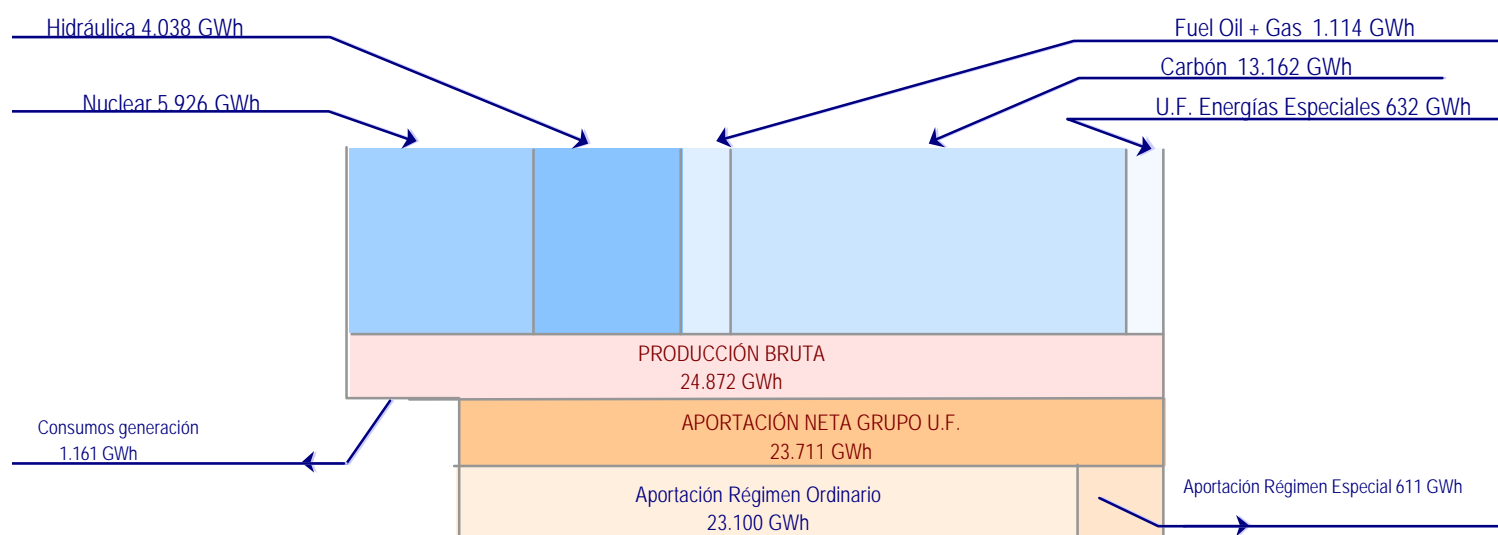 Hidráulica 4.038 GWh
Fuel Oil + Gas 1.114 GWh
Carbón 13.162 GWh
Nuclear 5.926 GWh
U.F. Energías Especiales 632 GWh
PRODUCCIÓN BRUTA
24.872 GWh
APORTACIÓN NETA GRUPO U.F.
23.711 GWh
Consumos generación
1.161 GWh
Aportación Régimen Ordinario
23.100 GWh
Aportación Régimen Especial 611 GWh